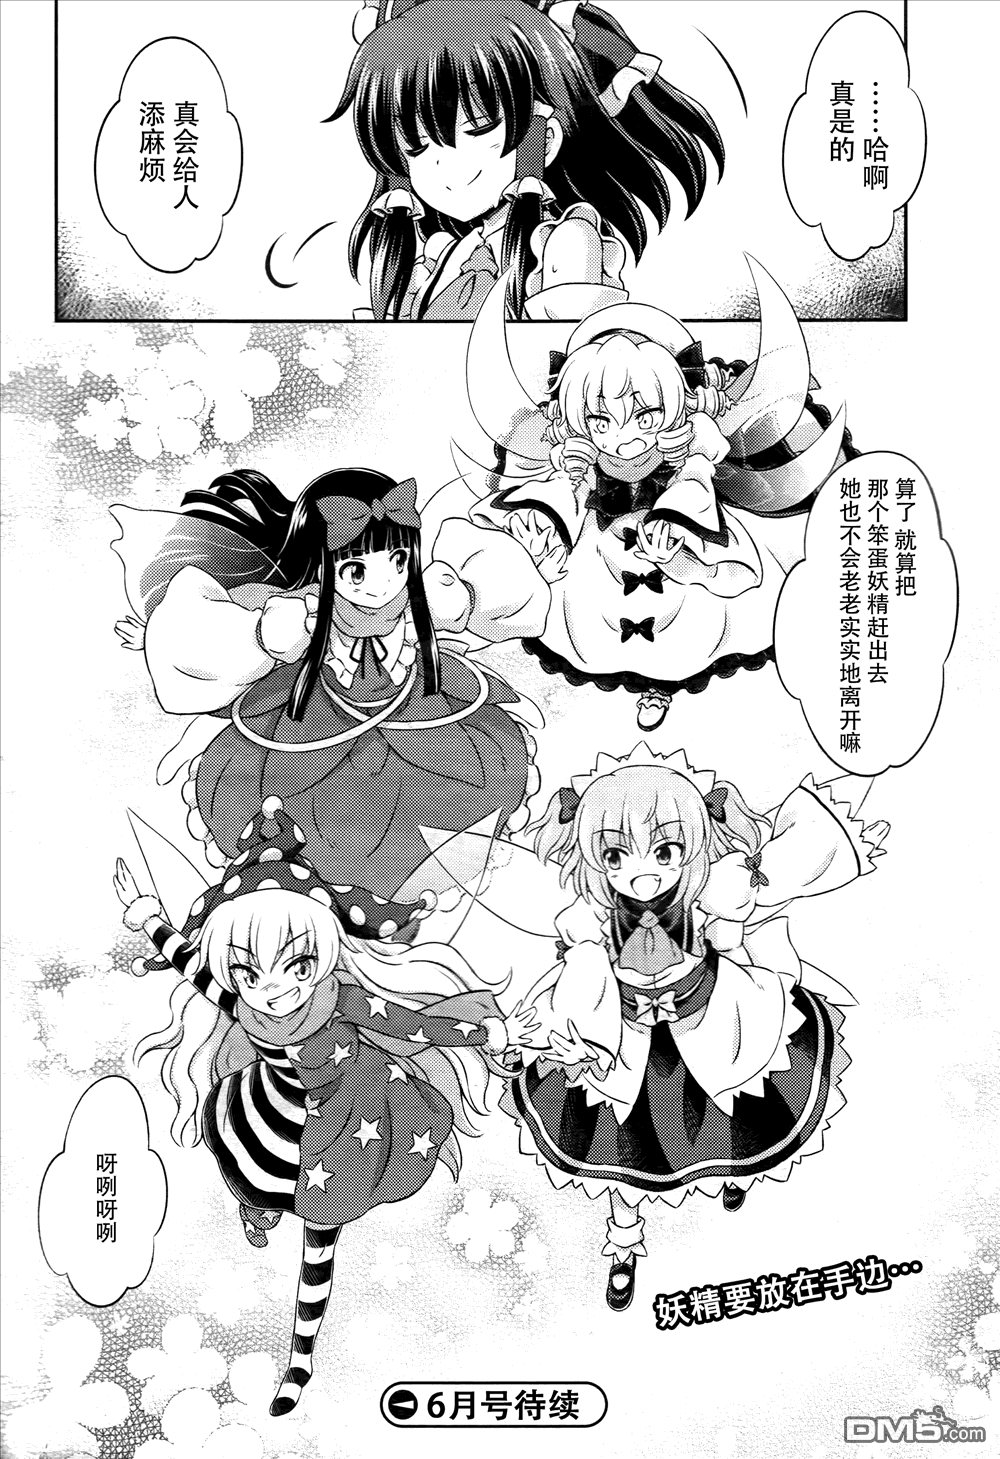 ……哈啊
真是的
真会给人
添麻烦
算了 就算把
那个笨蛋妖精赶出去
她也不会老老实实地离开嘛
呀咧呀咧
妖精要放在手边…
6月号待续
DM5.com